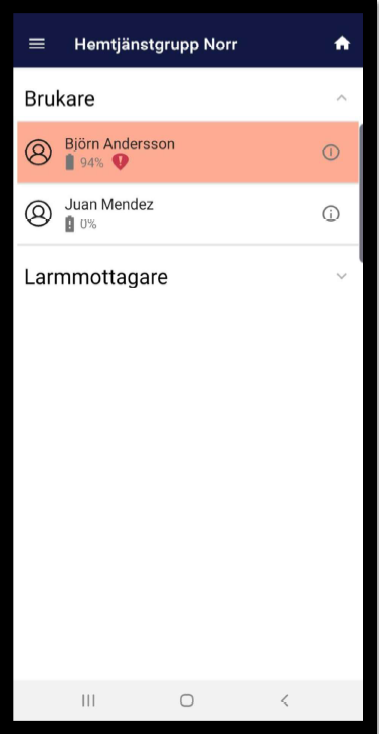 Hemtjänstgrupp Norr
Brukare
Björn Andersson
94%
Juan Mendez
0%
Larmmottagare